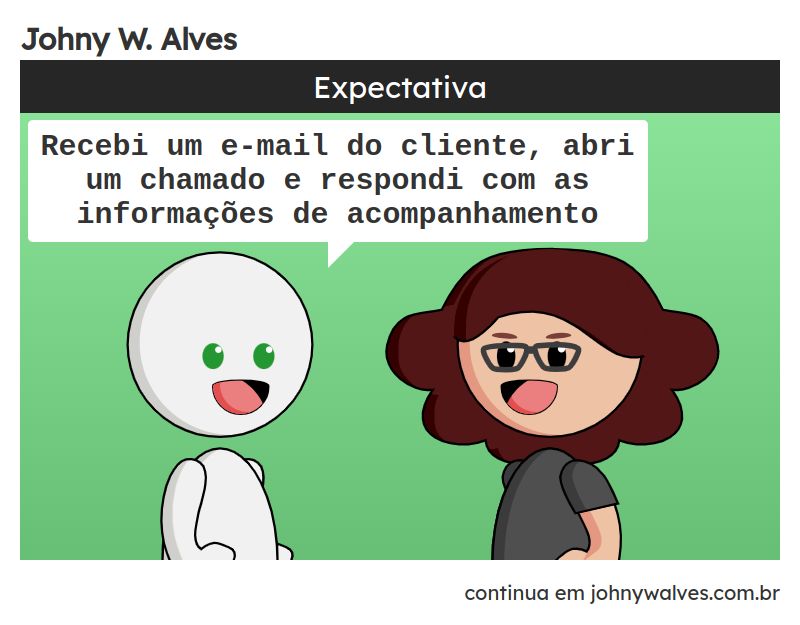 Johny W. Alves
Expectativa
Recebi um e-mail do cliente, abri
um chamado e respondi com as
informações de acompanhamento
continua em johnywalves.com.br